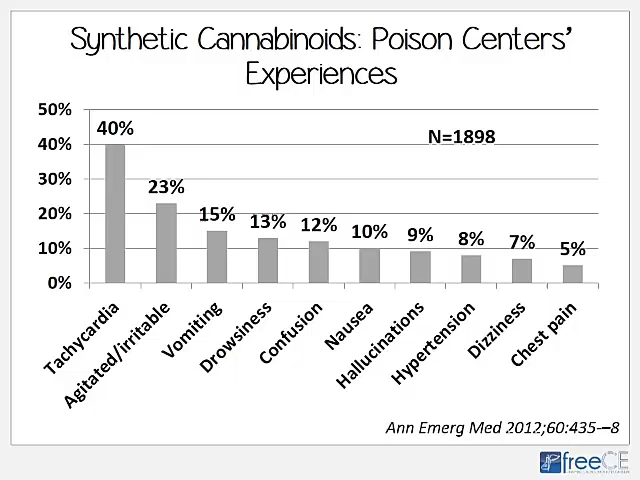 Synthetic Cannabinoids: Poison Centers'
Experiences
50%
40%
30%
20%
10%
0%
N=1898
40%
23%
15%
13%
12%
10%
9%
8%
7%
5%
Tachycardia
Agitated/irritable
Vomiting
Drowsiness
Confusion
Nausea
Hallucinations
Hypertension
Dizziness
Chest pain
Ann Emerg Med 2012;60:435-–8
freeCE